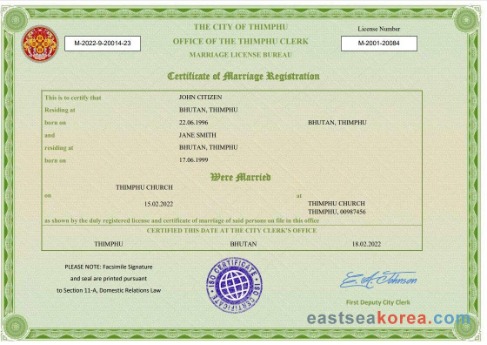 THE CITY OF THIMPHU
License Number
M-2022-9-20014-23
OFFICE OF THE THIMPHU CLERK
M-2001-20084
MARRIAGE LICENSE BUREAU
Certificate of Marriage Registration
This is to certify that JOHN CITIZEN
Residing at BHUTAN, THIMPHU
born on 22.06.1996 BHUTAN, THIMPHU
and JANE SMITH
residing at BHUTAN, THIMPHU
born on 17.06.1999
Were Married
THIMPHU CHURCH
on at
15.02.2022 THIMPHU CHURCH
THIMPHU, 00987456
as shown by the duly registered license and certificate of marriage of said persons on file in this office
CERTIFIED THIS DATE AT THE CITY CLERK'S OFFICE
THIMPHU BHUTAN 18.02.2022
PLEASE NOTE: Facsimile Signature
and seal are printed pursuant
to Section 11-A, Domestic Relations Law
ISO CERTIFICATE
ISO CERTIFICATE
First Deputy City Clerk
eastseakorea.com